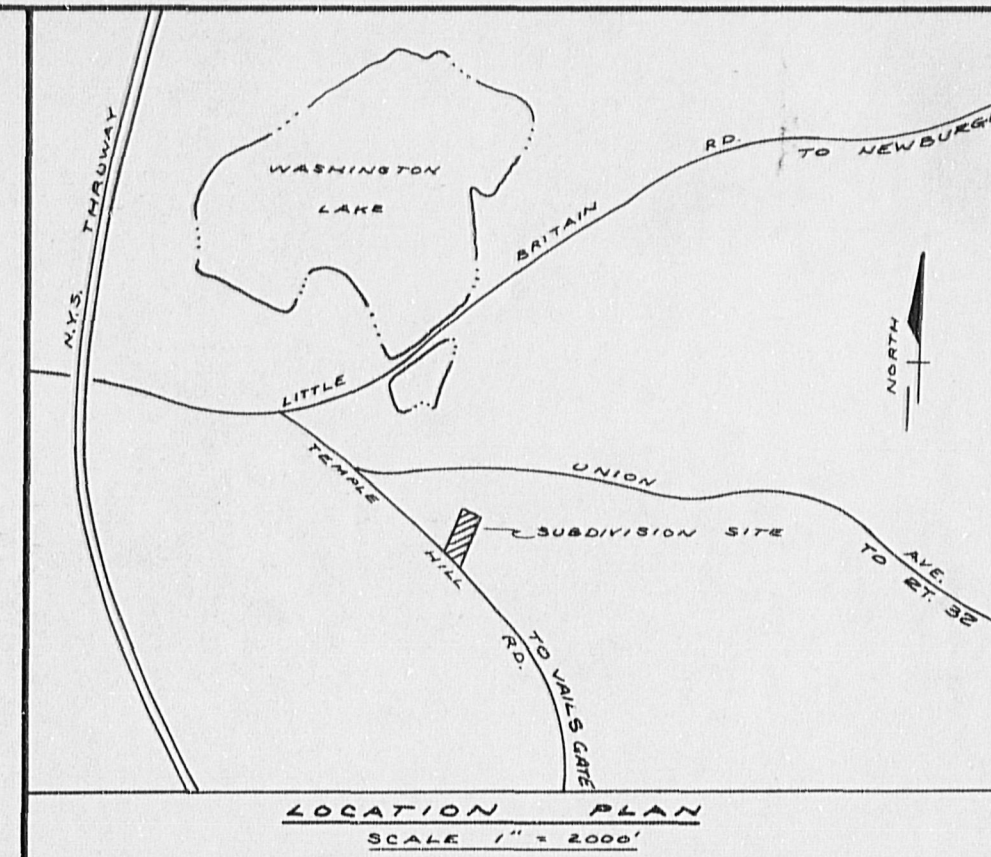 N.Y.S. THRUWAY
WASHINGTON
LAKE
LITTLE BRITAIN RD.
TO NEWBURG
NORTH
TEMPLE HILL RD.
TO VAILS GATE
UNION AVE.
TO RT. 32
SUBDIVISION SITE
LOCATION PLAN
SCALE 1" = 2000'